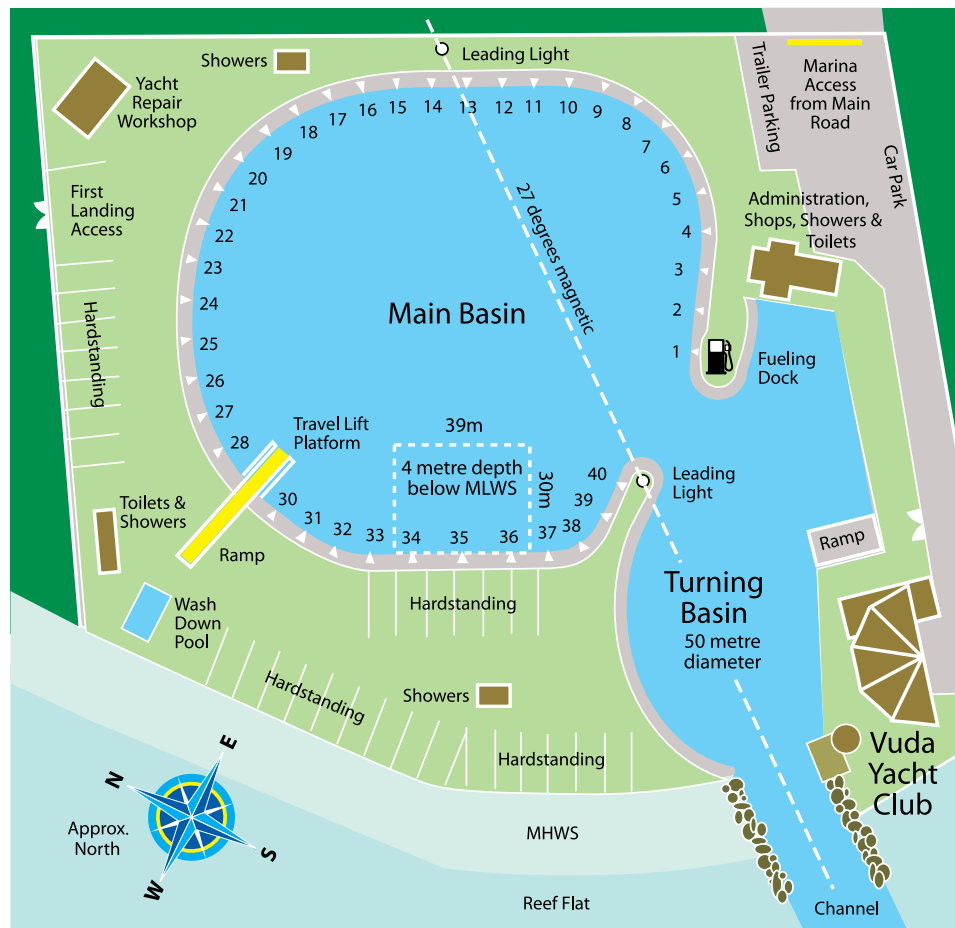 Showers
Leading Light
Trailer Parking
Marina
Access
from Main
Road
Car Park
Yacht
Repair
Workshop
16
15
14
13
12
11
10
9
8
7
6
5
4
3
2
1
17
18
19
20
21
22
23
24
25
26
27
28
First
Landing
Access
Hardstanding
27 degrees magnetic
Administration,
Shops, Showers &
Toilets
Main Basin
Fueling
Dock
Travel Lift
Platform
39m
4 metre depth
below MLWS
30m
40
39
38
37
36
35
34
33
32
31
30
Leading
Light
Toilets &
Showers
Ramp
Ramp
Wash
Down
Pool
Hardstanding
Turning
Basin
50 metre
diameter
Hardstanding
Showers
Hardstanding
Vuda
Yacht
Club
N
E
S
W
Approx.
North
MHWS
Reef Flat
Channel